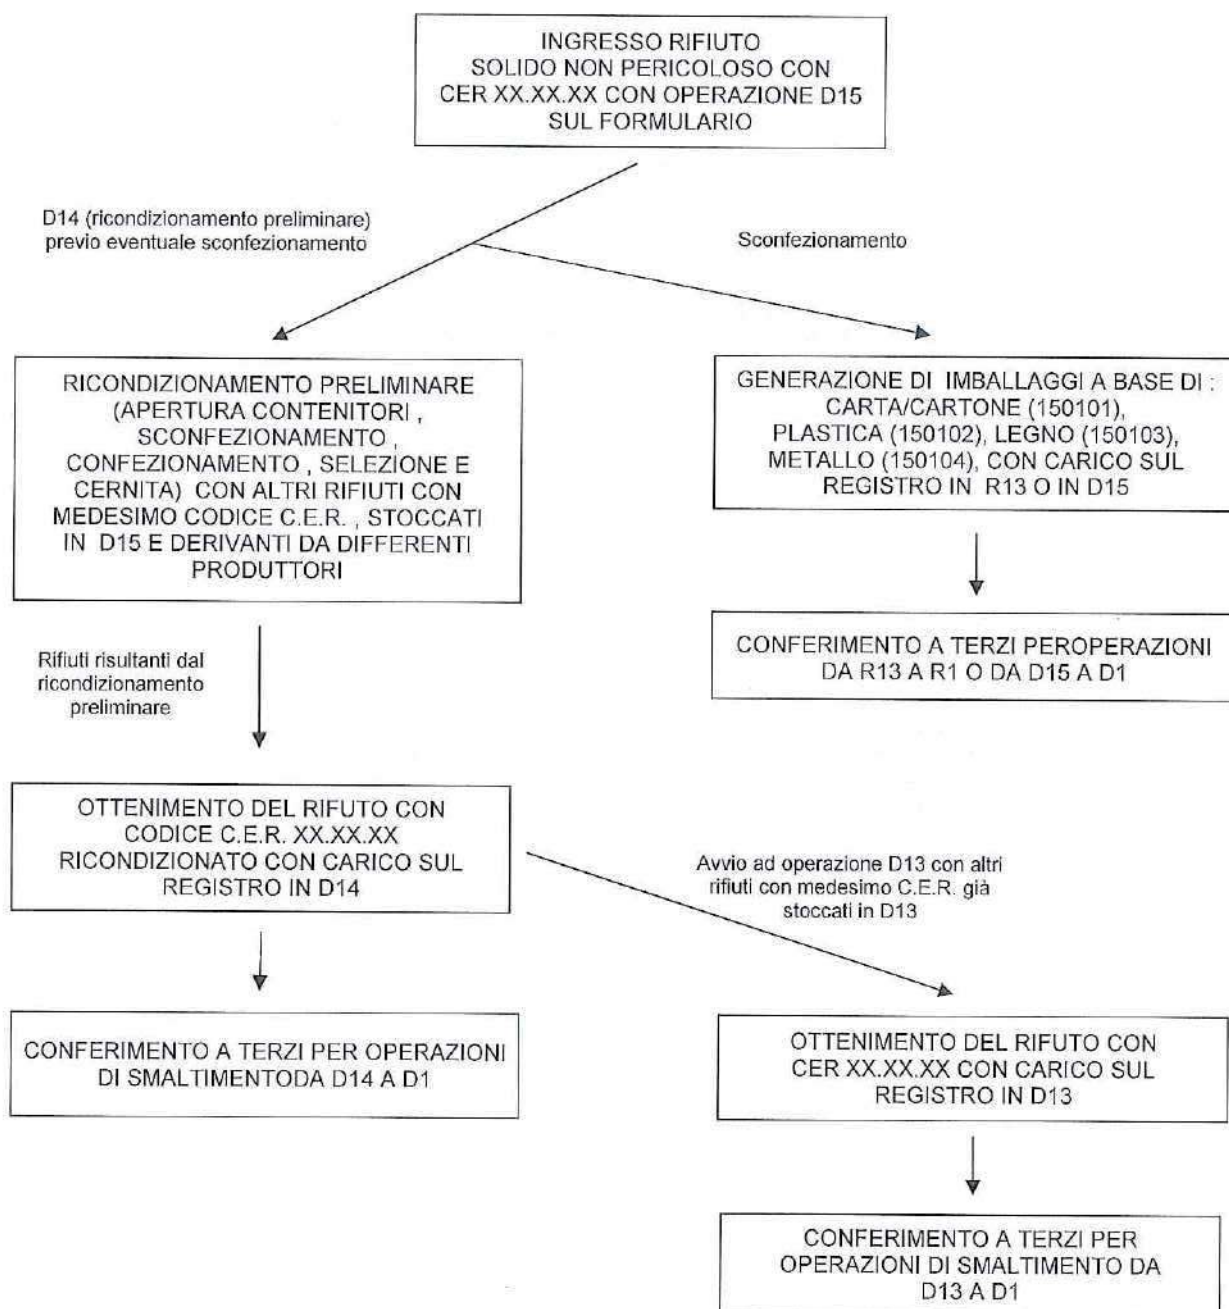 INGRESSO RIFIUTO
SOLIDO NON PERICOLOSO CON
CER XX.XX.XX CON OPERAZIONE D15
SUL FORMULARIO
D14 (ricondizionamento preliminare)
previo eventuale sconfezionamento
Sconfezionamento
RICONDIZIONAMENTO PRELIMINARE
(APERTURA CONTENITORI ,
SCONFEZIONAMENTO ,
CONFEZIONAMENTO , SELEZIONE E
CERNITA) CON ALTRI RIFIUTI CON
MEDESIMO CODICE C.E.R. , STOCCATI
IN D15 E DERIVANTI DA DIFFERENTI
PRODUTTORI
GENERAZIONE DI IMBALLAGGI A BASE DI :
CARTA/CARTONE (150101),
PLASTICA (150102), LEGNO (150103),
METALLO (150104), CON CARICO SUL
REGISTRO IN R13 O IN D15
CONFERIMENTO A TERZI PEROPERAZIONI
DA R13 A R1 O DA D15 A D1
Rifiuti risultanti dal
ricondizionamento
preliminare
OTTENIMENTO DEL RIFUTO CON
CODICE C.E.R. XX.XX.XX
RICONDIZIONATO CON CARICO SUL
REGISTRO IN D14
Avvio ad operazione D13 con altri
rifiuti con medesimo C.E.R. già
stoccati in D13
CONFERIMENTO A TERZI PER OPERAZIONI
DI SMALTIMENTODA D14 A D1
OTTENIMENTO DEL RIFUTO CON
CER XX.XX.XX CON CARICO SUL
REGISTRO IN D13
CONFERIMENTO A TERZI PER
OPERAZIONI DI SMALTIMENTO DA
D13 A D1